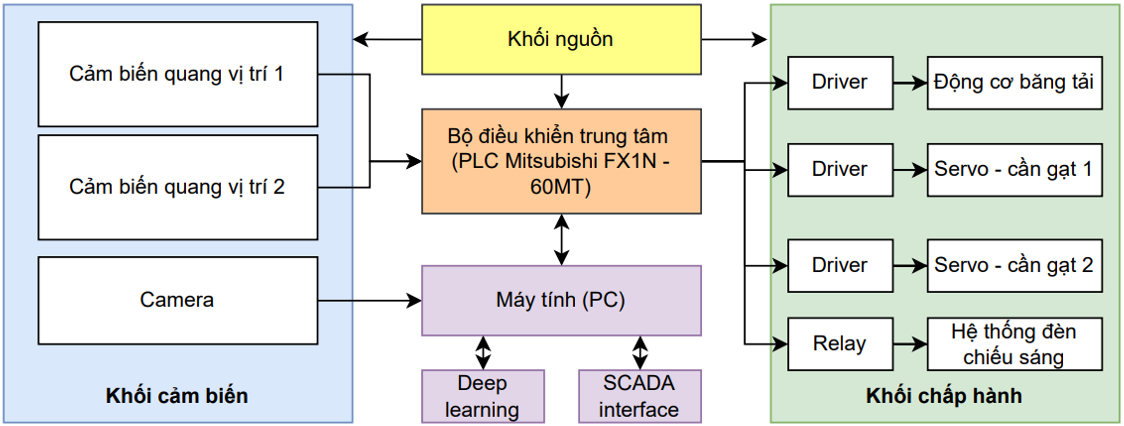 Khối nguồn
Cảm biến quang vị trí 1
Cảm biến quang vị trí 2
Camera
Khối cảm biến
Bộ điều khiển trung tâm
(PLC Mitsubishi FX1N -
60MT)
Máy tính (PC)
Deep
learning
SCADA
interface
Driver
Động cơ băng tải
Driver
Servo - cần gạt 1
Driver
Servo - cần gạt 2
Relay
Hệ thống đèn
chiếu sáng
Khối chấp hành